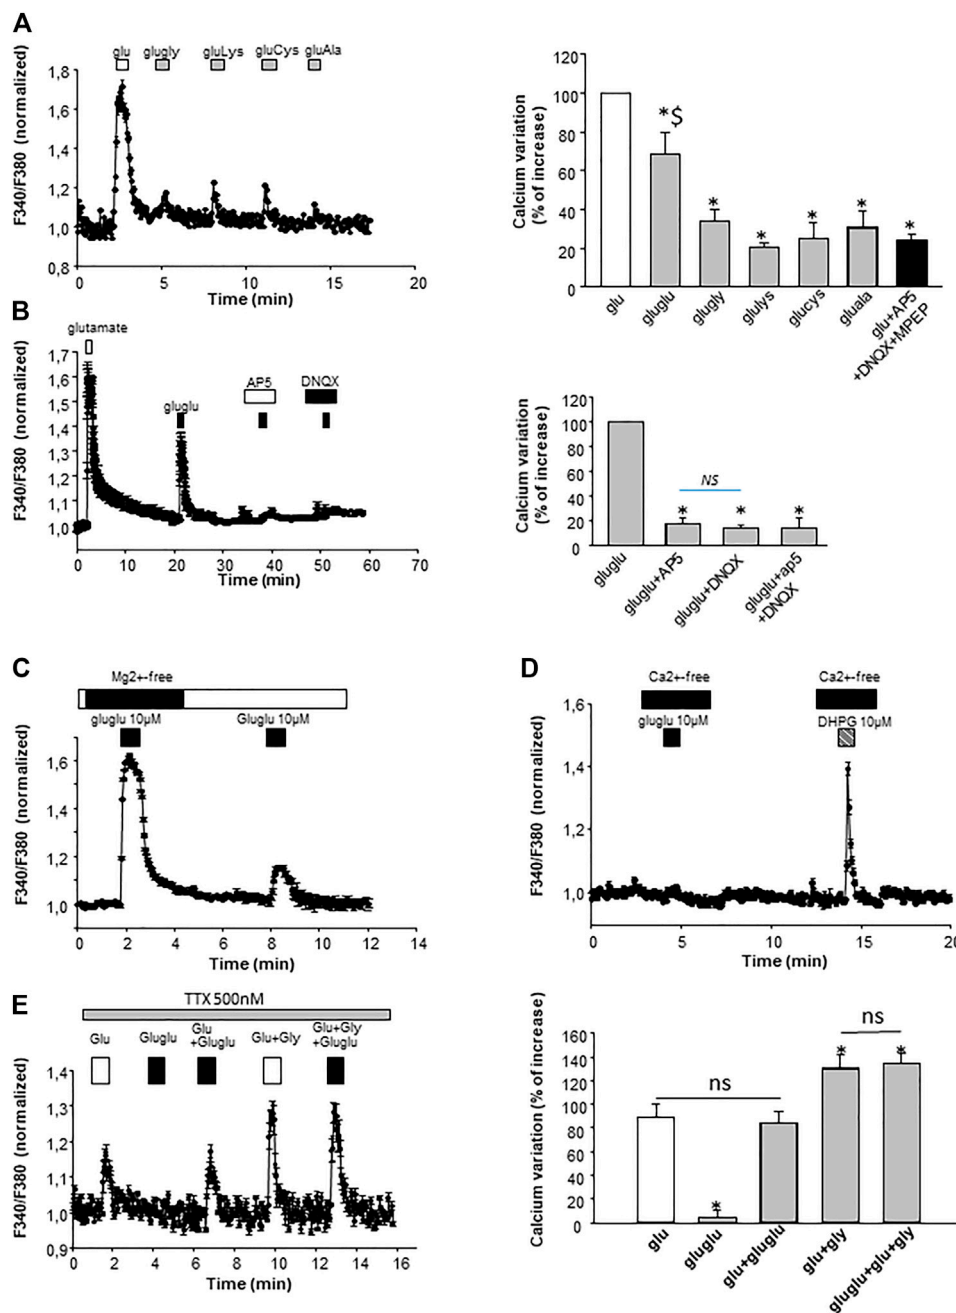 A
glu glugly gluLys gluCys gluAla
F340/F380 (normalized)
1,8
1,6
1,4
1,2
1,0
0,8
0 5 10 15 20
Time (min)
Calcium variation
(% of increase)
120
100
80
60
40
20
0
*$
* * * * *
glu
gluglu
glugly
glulys
glucys
gluala
glu+AP5
+DNQX+MPEP
B
glutamate
gluglu
AP5
DNQX
F340/F380 (normalized)
1,7
1,6
1,5
1,4
1,3
1,2
1,1
1,0
0 10 20 30 40 50 60 70
Time (min)
Calcium variation
(% of increase)
120
100
80
60
40
20
0
NS
* * *
gluglu
gluglu+AP5
gluglu+DNQX
gluglu+ap5
+DNQX
C
Mg2+-free
gluglu 10µM
Gluglu 10µM
F340/F380 (normalized)
1,6
1,4
1,2
1,0
0 2 4 6 8 10 12 14
Time (min)
D
Ca2+-free
Ca2+-free
gluglu 10µM
DHPG 10µM
F340/F380 (normalized)
1,6
1,4
1,2
1,0
0 5 10 15 20
Time (min)
E
TTX 500nM
Glu
Gluglu
Glu
+Gluglu
Glu+Gly
Glu+Gly
+Gluglu
F340/F380 (normalized)
1,4
1,3
1,2
1,1
1,0
0,9
0 2 4 6 8 10 12 14 16
Time (min)
Calcium variation (% of increase)
160
140
120
100
80
60
40
20
0
ns
ns
* * *
glu
gluglu
glu+gluglu
glu+gly
gluglu+glu+gly